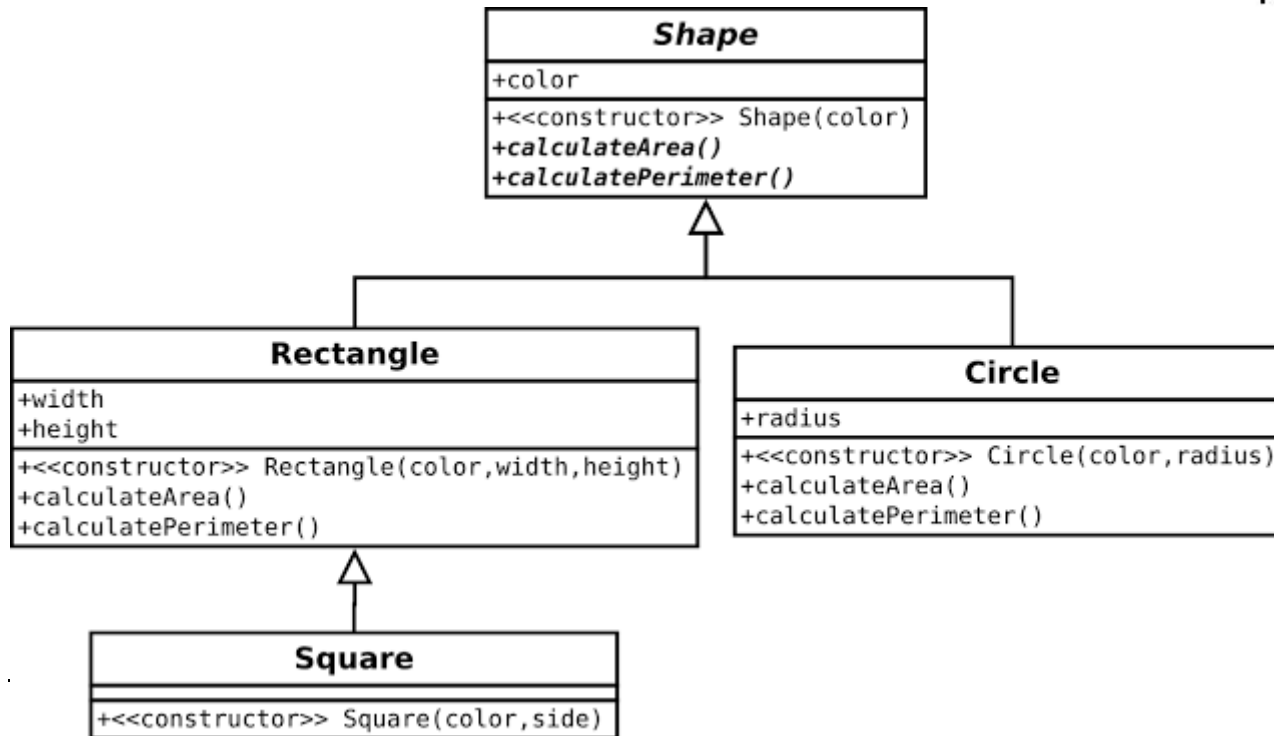 Shape
+color
+<<constructor>> Shape(color)
+calculateArea()
+calculatePerimeter()
Rectangle
+width
+height
+<<constructor>> Rectangle(color,width,height)
+calculateArea()
+calculatePerimeter()
Circle
+radius
+<<constructor>> Circle(color,radius)
+calculateArea()
+calculatePerimeter()
Square
+<<constructor>> Square(color,side)